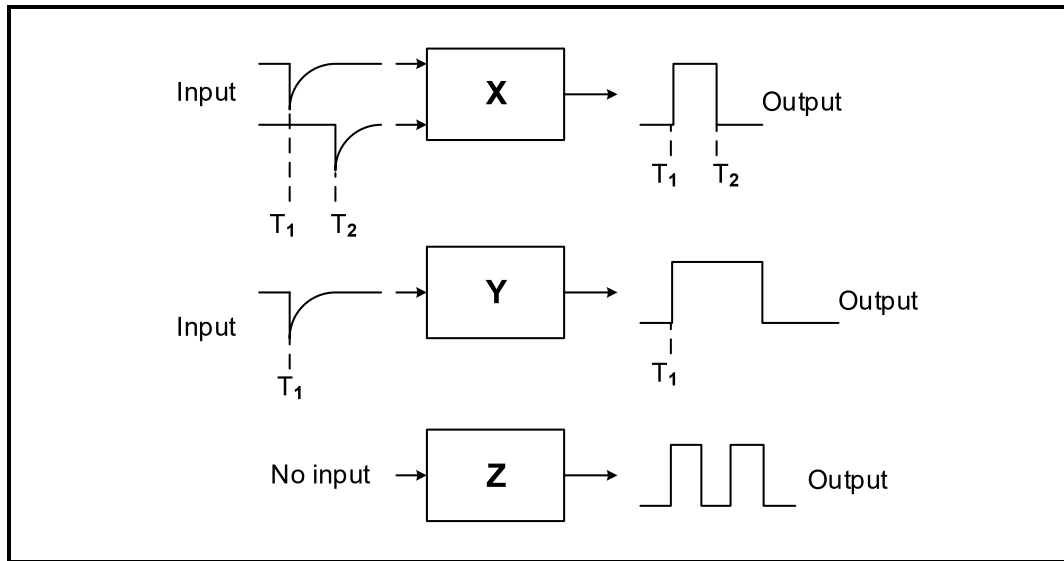 Input
X
Output
T₁ T₂
T₁ T₂
Input
Y
Output
T₁
T₁
No input
Z
Output